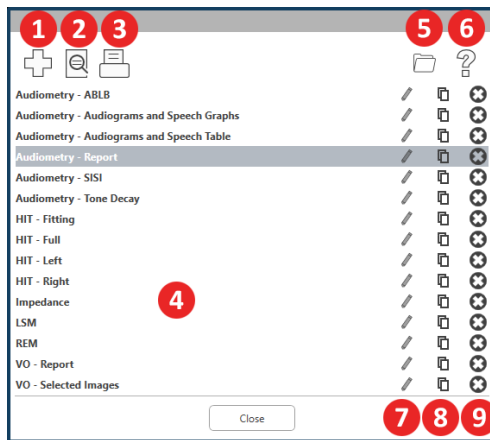 1 2 3 5 6
Audiometry - ABLB
Audiometry - Audiograms and Speech Graphs
Audiometry - Audiograms and Speech Table
Audiometry - Report
Audiometry - SISI
Audiometry - Tone Decay
HIT - Fitting
HIT - Full
HIT - Left
HIT - Right
Impedance
4
LSM
REM
VO - Report
VO - Selected Images
Close
7 8 9